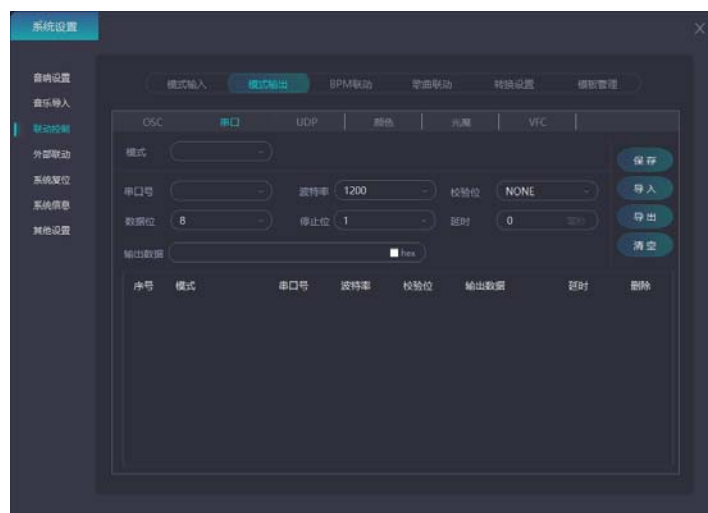 系统设置
音响设置
音乐导入
联动控制
外部联动
系统复位
系统信息
其他设置
模式输入 模式输出 BPM联动 歌曲联动 转换设置 模板管理
OSC 串口 UDP 颜色 光魔 VFC
模式
串口号 波特率 1200 校验位 NONE
数据位 8 停止位 1 延时 0 毫秒
输出数据 hex
保存
导入
导出
清空
序号 模式 串口号 波特率 校验位 输出数据 延时 删除